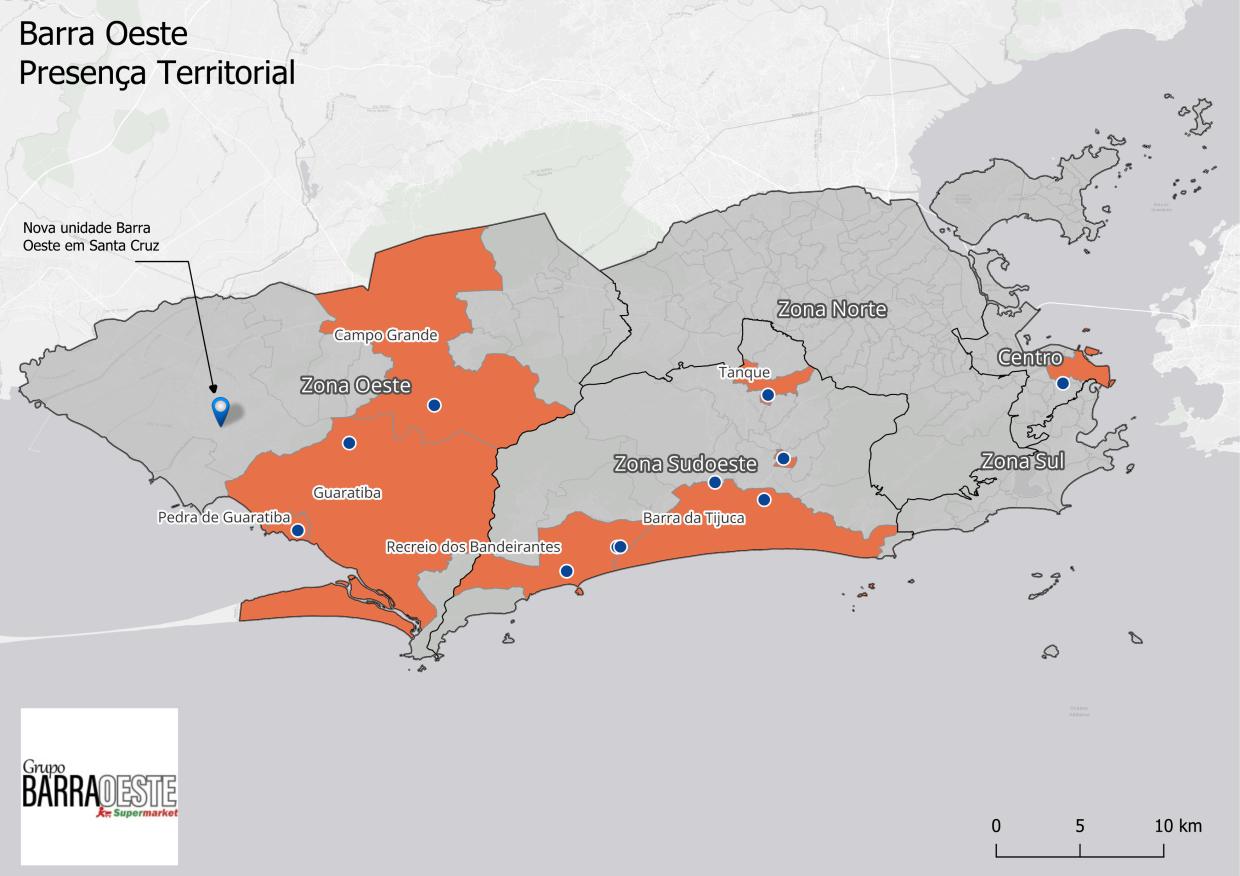 Barra Oeste
Presença Territorial
Nova unidade Barra
Oeste em Santa Cruz
Zona Norte
Campo Grande
Centro
Tanque
Zona Oeste
Zona Sudoeste
Zona Sul
Guaratiba
Pedra de Guaratiba
Barra da Tijuca
Recreio dos Bandeirantes
Grupo
BARRAOESTE
Supermarket
0 5 10 km